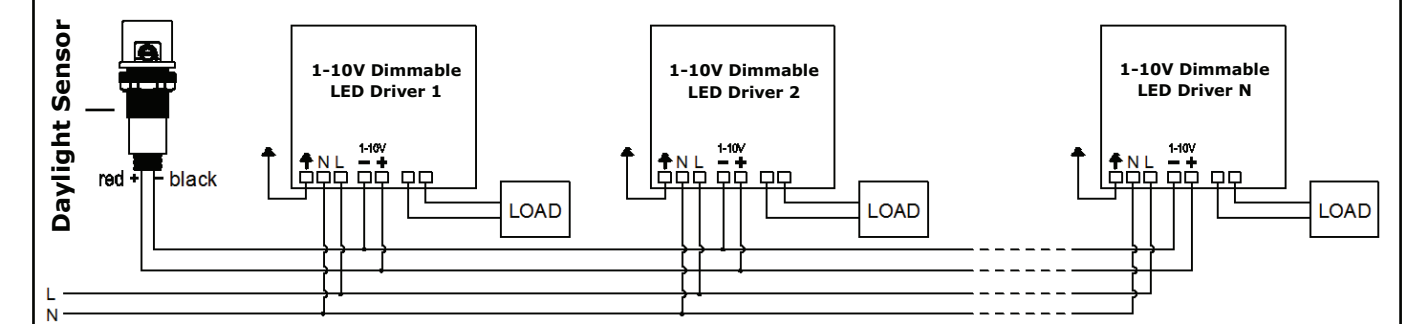 Daylight Sensor
red + - black
1-10V Dimmable
LED Driver 1
N L
1-10V
- +
LOAD
1-10V Dimmable
LED Driver 2
N L
1-10V
- +
LOAD
1-10V Dimmable
LED Driver N
N L
1-10V
- +
LOAD
L
N